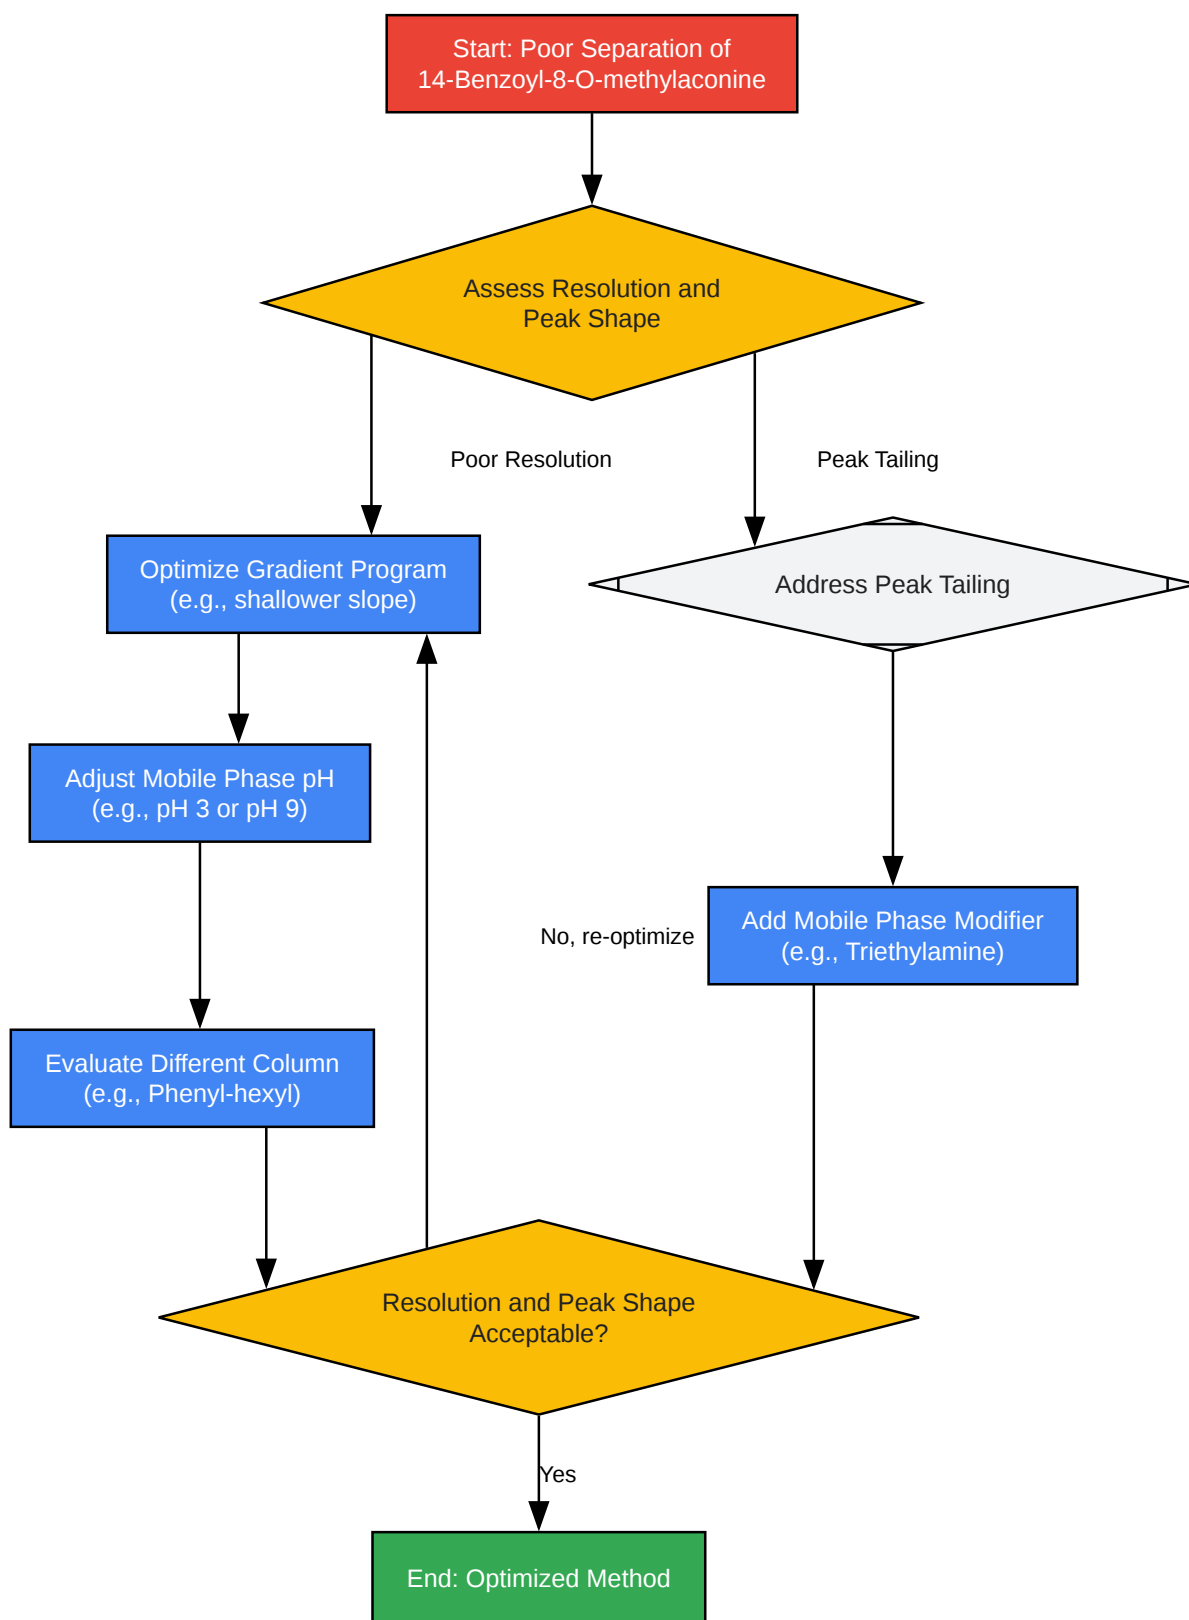 Start: Poor Separation of
14-Benzoyl-8-O-methylaconine
Assess Resolution and
Peak Shape
Poor Resolution
Peak Tailing
Optimize Gradient Program
(e.g., shallower slope)
Address Peak Tailing
Adjust Mobile Phase pH
(e.g., pH 3 or pH 9)
No, re-optimize
Add Mobile Phase Modifier
(e.g., Triethylamine)
Evaluate Different Column
(e.g., Phenyl-hexyl)
Resolution and Peak Shape
Acceptable?
Yes
End: Optimized Method